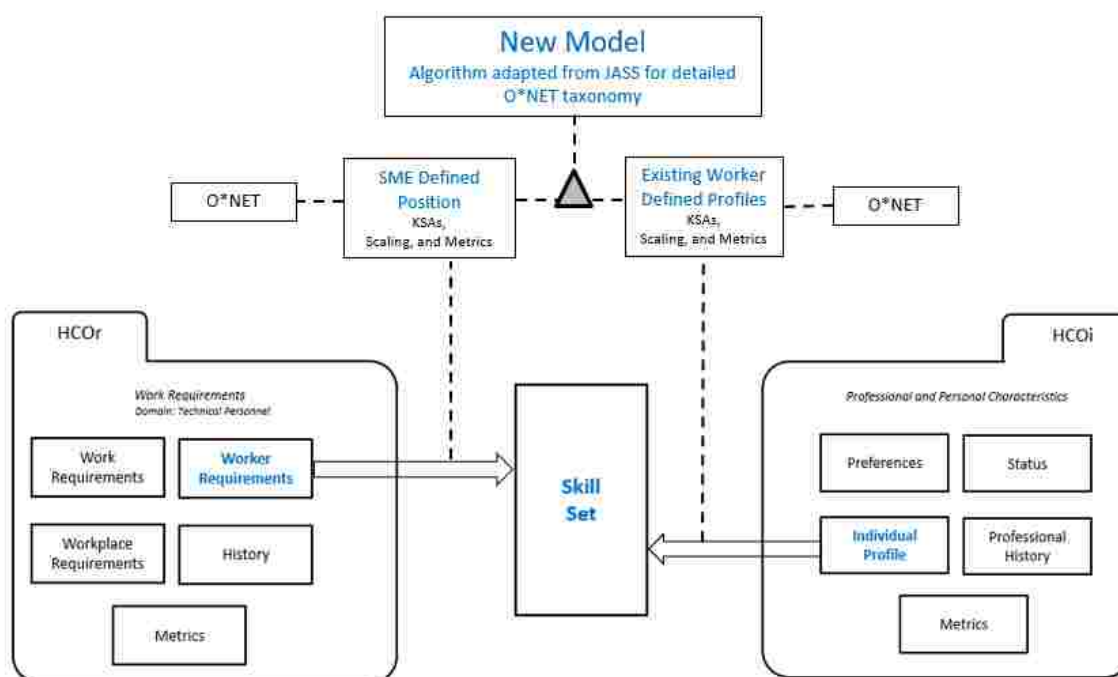 New Model
Algorithm adapted from JASS for detailed
O*NET taxonomy
O*NET
SME Defined
Position
KSAs,
Scaling, and Metrics
Existing Worker
Defined Profiles
KSAs,
Scaling, and Metrics
O*NET
HCOr
Work Requirements
Domain: Technical Personnel
Work
Requirements
Worker
Requirements
Workplace
Requirements
History
Metrics
Skill
Set
HCOi
Professional and Personal Characteristics
Preferences
Status
Individual
Profile
Professional
History
Metrics